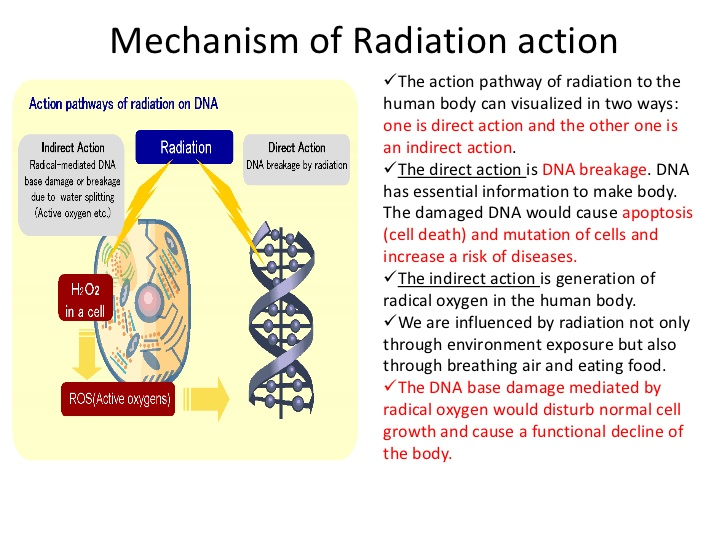 Mechanism of Radiation action
Action pathways of radiation on DNA
Indirect Action
Radical-mediated DNA
base damage or breakage
due to water splitting
(Active oxygen etc.)
Radiation
Direct Action
DNA breakage by radiation
H2O2
in a cell
ROS(Active oxygens)
✓The action pathway of radiation to the
human body can visualized in two ways:
one is direct action and the other one is
an indirect action.
✓The direct action is DNA breakage. DNA
has essential information to make body.
The damaged DNA would cause apoptosis
(cell death) and mutation of cells and
increase a risk of diseases.
✓The indirect action is generation of
radical oxygen in the human body.
✓We are influenced by radiation not only
through environment exposure but also
through breathing air and eating food.
✓The DNA base damage mediated by
radical oxygen would disturb normal cell
growth and cause a functional decline of
the body.